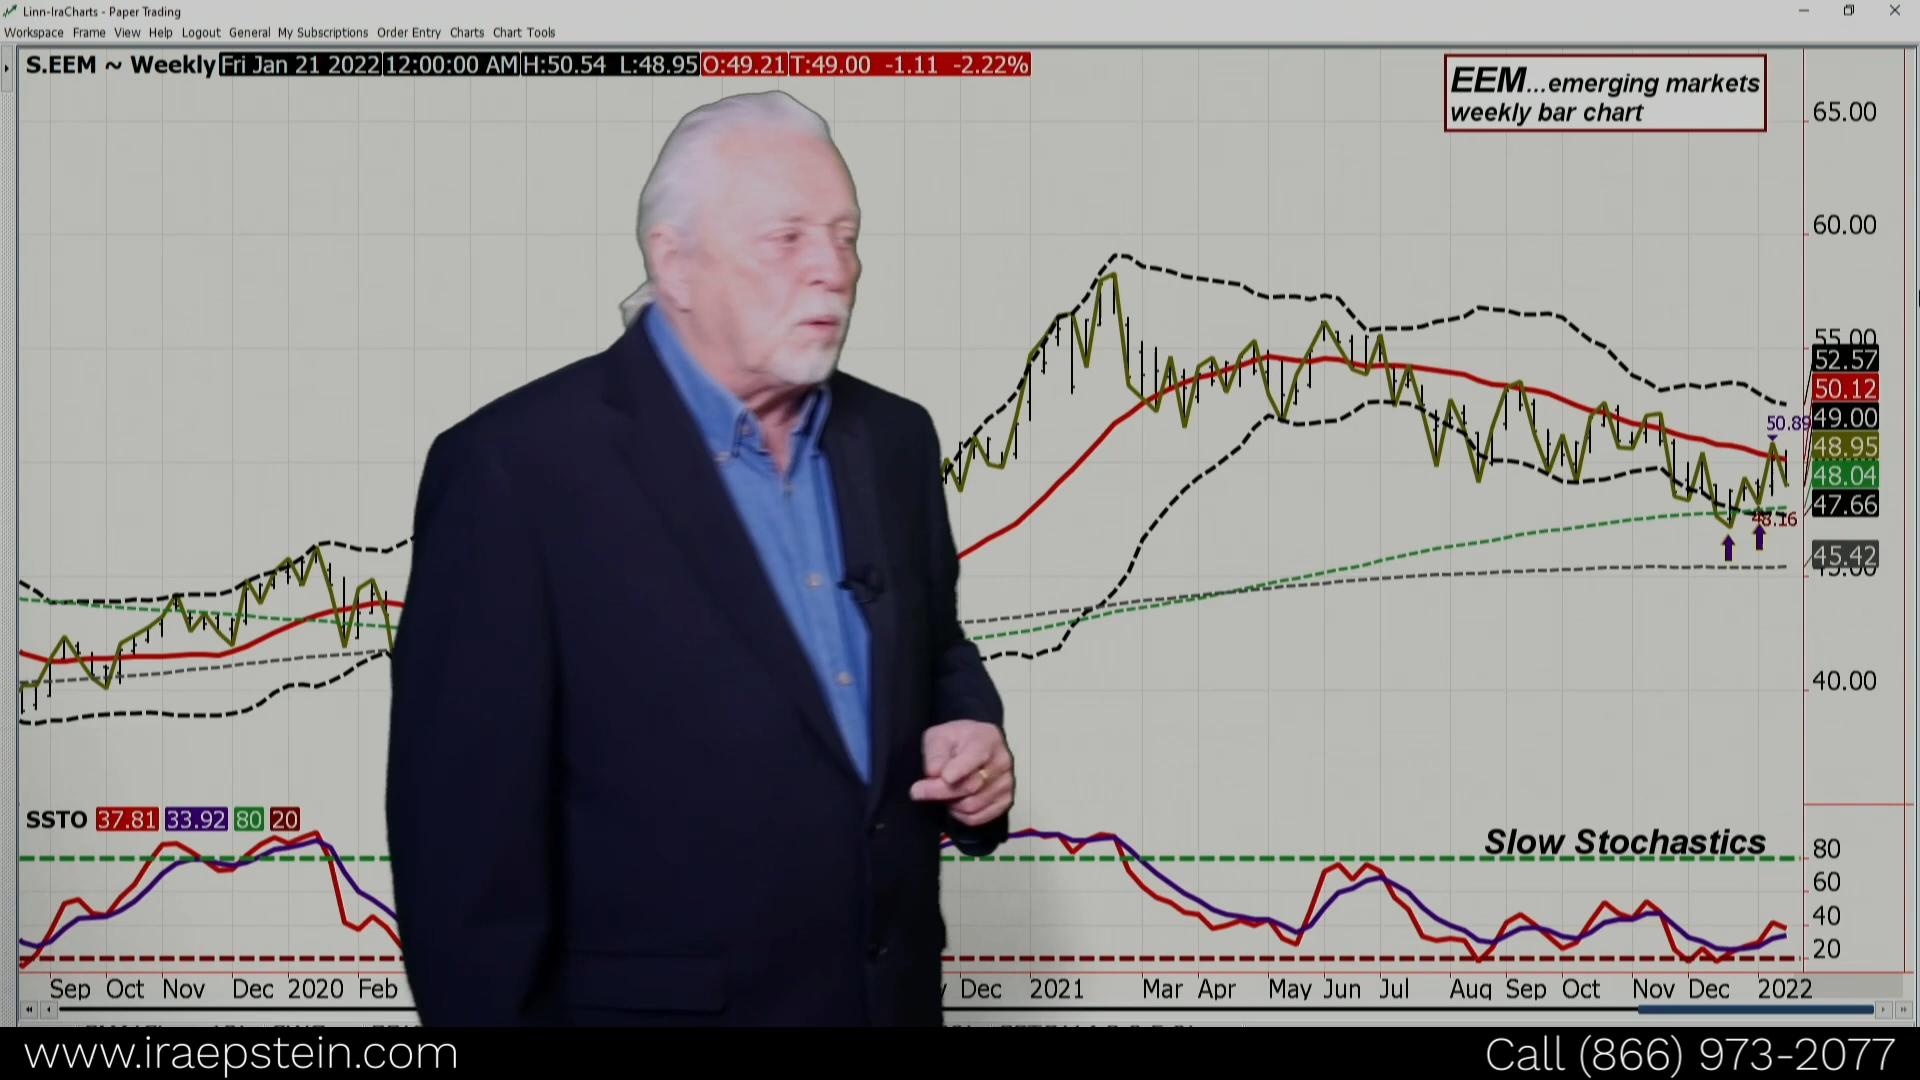 Linn-IraCharts - Paper Trading
Workspace Frame View Help Logout General My Subscriptions Order Entry Charts Chart Tools
S.EEM ~ Weekly Fri Jan 21 2022 12:00:00 AM H:50.54 L:48.95 O:49.21 T:49.00 -1.11 -2.22%
EEM...emerging markets
weekly bar chart
65.00
60.00
55.00
52.57
50.12
50.89
49.00
48.95
48.04
47.66
48.16
45.42
45.00
40.00
SSTO 37.81 33.92 80 20
Slow Stochastics
80
60
40
20
Sep Oct Nov Dec 2020 Feb Dec 2021 Mar Apr May Jun Jul Aug Sep Oct Nov Dec 2022
www.iraepstein.com
Call (866) 973-2077